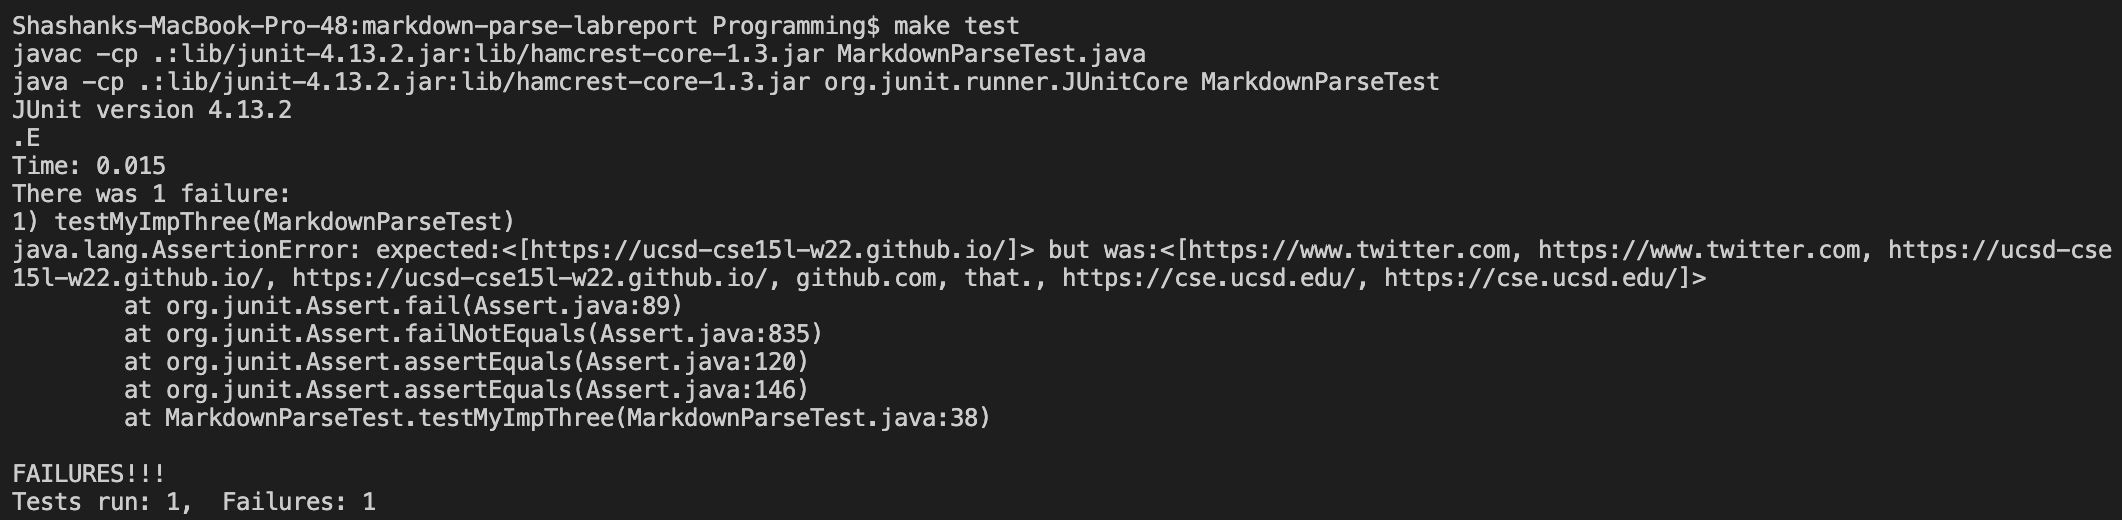 Shashanks-MacBook-Pro-48:markdown-parse-labreport Programming$ make test
javac -cp .:lib/junit-4.13.2.jar:lib/hamcrest-core-1.3.jar MarkdownParseTest.java
java -cp .:lib/junit-4.13.2.jar:lib/hamcrest-core-1.3.jar org.junit.runner.JUnitCore MarkdownParseTest
JUnit version 4.13.2
.E
Time: 0.015
There was 1 failure:
1) testMyImpThree(MarkdownParseTest)
java.lang.AssertionError: expected:<[https://ucsd-cse15l-w22.github.io/]> but was:<[https://www.twitter.com, https://www.twitter.com, https://ucsd-cse
15l-w22.github.io/, https://ucsd-cse15l-w22.github.io/, github.com, that., https://cse.ucsd.edu/, https://cse.ucsd.edu/]>
        at org.junit.Assert.fail(Assert.java:89)
        at org.junit.Assert.failNotEquals(Assert.java:835)
        at org.junit.Assert.assertEquals(Assert.java:120)
        at org.junit.Assert.assertEquals(Assert.java:146)
        at MarkdownParseTest.testMyImpThree(MarkdownParseTest.java:38)
FAILURES!!!
Tests run: 1,  Failures: 1